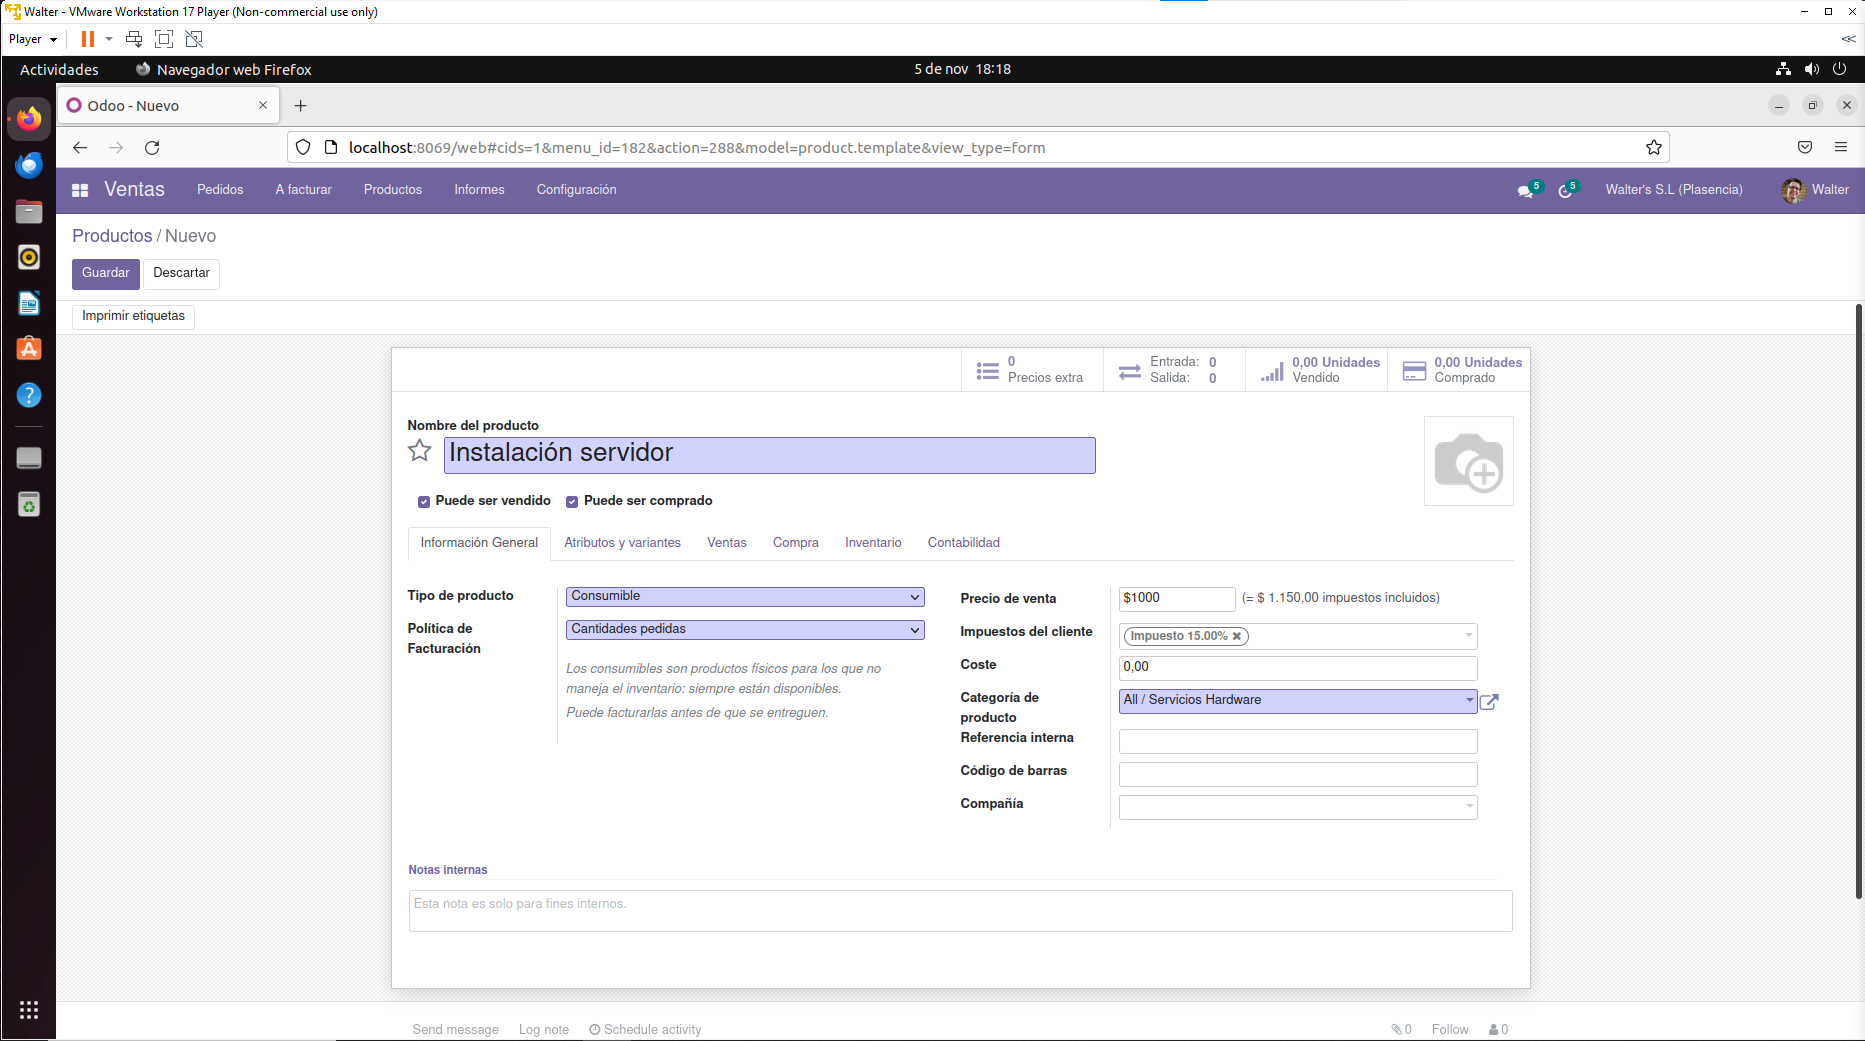 Walter - VMware Workstation 17 Player (Non-commercial use only)
Player
Actividades
Navegador web Firefox
5 de nov 18:18
Odoo - Nuevo
localhost:8069/web#cids=1&menu_id=182&action=288&model=product.template&view_type=form
Ventas
Pedidos
A facturar
Productos
Informes
Configuración
5
5
Walter's S.L (Plasencia)
Walter
Productos / Nuevo
Guardar
Descartar
Imprimir etiquetas
0
Precios extra
Entrada: 0
Salida: 0
0,00 Unidades
Vendido
0,00 Unidades
Comprado
Nombre del producto
Instalación servidor
Puede ser vendido
Puede ser comprado
Información General
Atributos y variantes
Ventas
Compra
Inventario
Contabilidad
Tipo de producto
Consumible
Política de
Facturación
Cantidades pedidas
Los consumibles son productos físicos para los que no
maneja el inventario: siempre están disponibles.
Puede facturarlas antes de que se entreguen.
Precio de venta
$1000
(= $ 1.150,00 impuestos incluidos)
Impuestos del cliente
Impuesto 15.00%
Coste
0,00
Categoría de
producto
All / Servicios Hardware
Referencia interna
Código de barras
Compañía
Notas internas
Esta nota es solo para fines internos.
Send message
Log note
Schedule activity
0
Follow
0